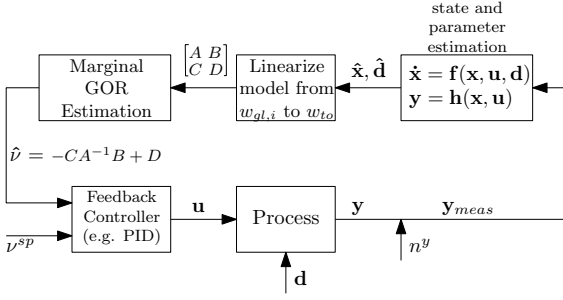 state and
parameter
estimation
Marginal
GOR
Estimation
[A B
C D]
Linearize
model from
w_{gl,i} to w_{to}
x̂, d̂
ẋ = f(x, u, d)
y = h(x, u)
ν̂ = -CA^{-1}B + D
Feedback
Controller
(e.g. PID)
ν^{sp}
u
Process
d
y
n^y
y_{meas}